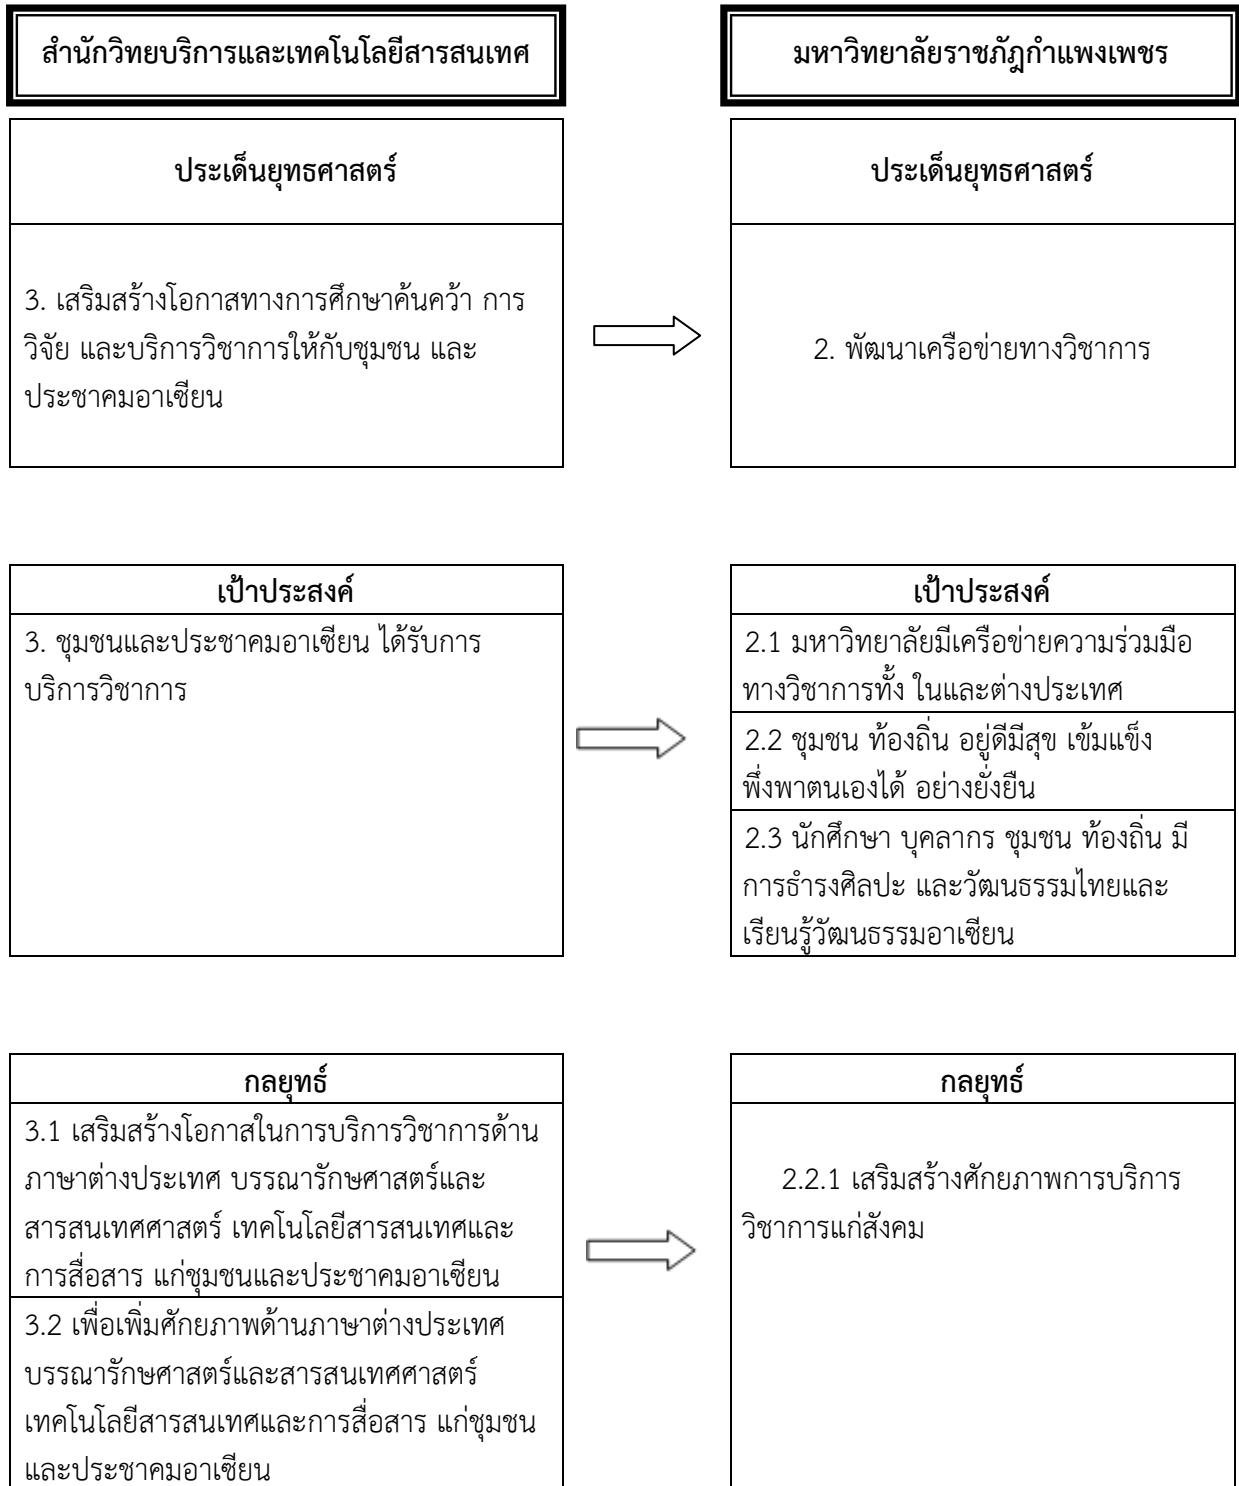 สำนักวิทยบริการและเทคโนโลยีสารสนเทศ
มหาวิทยาลัยราชภัฏกำแพงเพชร
ประเด็นยุทธศาสตร์
3. เสริมสร้างโอกาสทางการศึกษาค้นคว้า การ
วิจัย และบริการวิชาการให้กับชุมชน และ
ประชาคมอาเซียน
ประเด็นยุทธศาสตร์
2. พัฒนาเครือข่ายทางวิชาการ
เป้าประสงค์
3. ชุมชนและประชาคมอาเซียน ได้รับการ
บริการวิชาการ
เป้าประสงค์
2.1 มหาวิทยาลัยมีเครือข่ายความร่วมมือ
ทางวิชาการทั้ง ในและต่างประเทศ
2.2 ชุมชน ท้องถิ่น อยู่ดีมีสุข เข้มแข็ง
พึ่งพาตนเองได้ อย่างยั่งยืน
2.3 นักศึกษา บุคลากร ชุมชน ท้องถิ่น มี
การธำรงศิลปะ และวัฒนธรรมไทยและ
เรียนรู้วัฒนธรรมอาเซียน
กลยุทธ์
3.1 เสริมสร้างโอกาสในการบริการวิชาการด้าน
ภาษาต่างประเทศ บรรณารักษศาสตร์และ
สารสนเทศศาสตร์ เทคโนโลยีสารสนเทศและ
การสื่อสาร แก่ชุมชนและประชาคมอาเซียน
3.2 เพื่อเพิ่มศักยภาพด้านภาษาต่างประเทศ
บรรณารักษศาสตร์และสารสนเทศศาสตร์
เทคโนโลยีสารสนเทศและการสื่อสาร แก่ชุมชน
และประชาคมอาเซียน
กลยุทธ์
2.2.1 เสริมสร้างศักยภาพการบริการ
วิชาการแก่สังคม